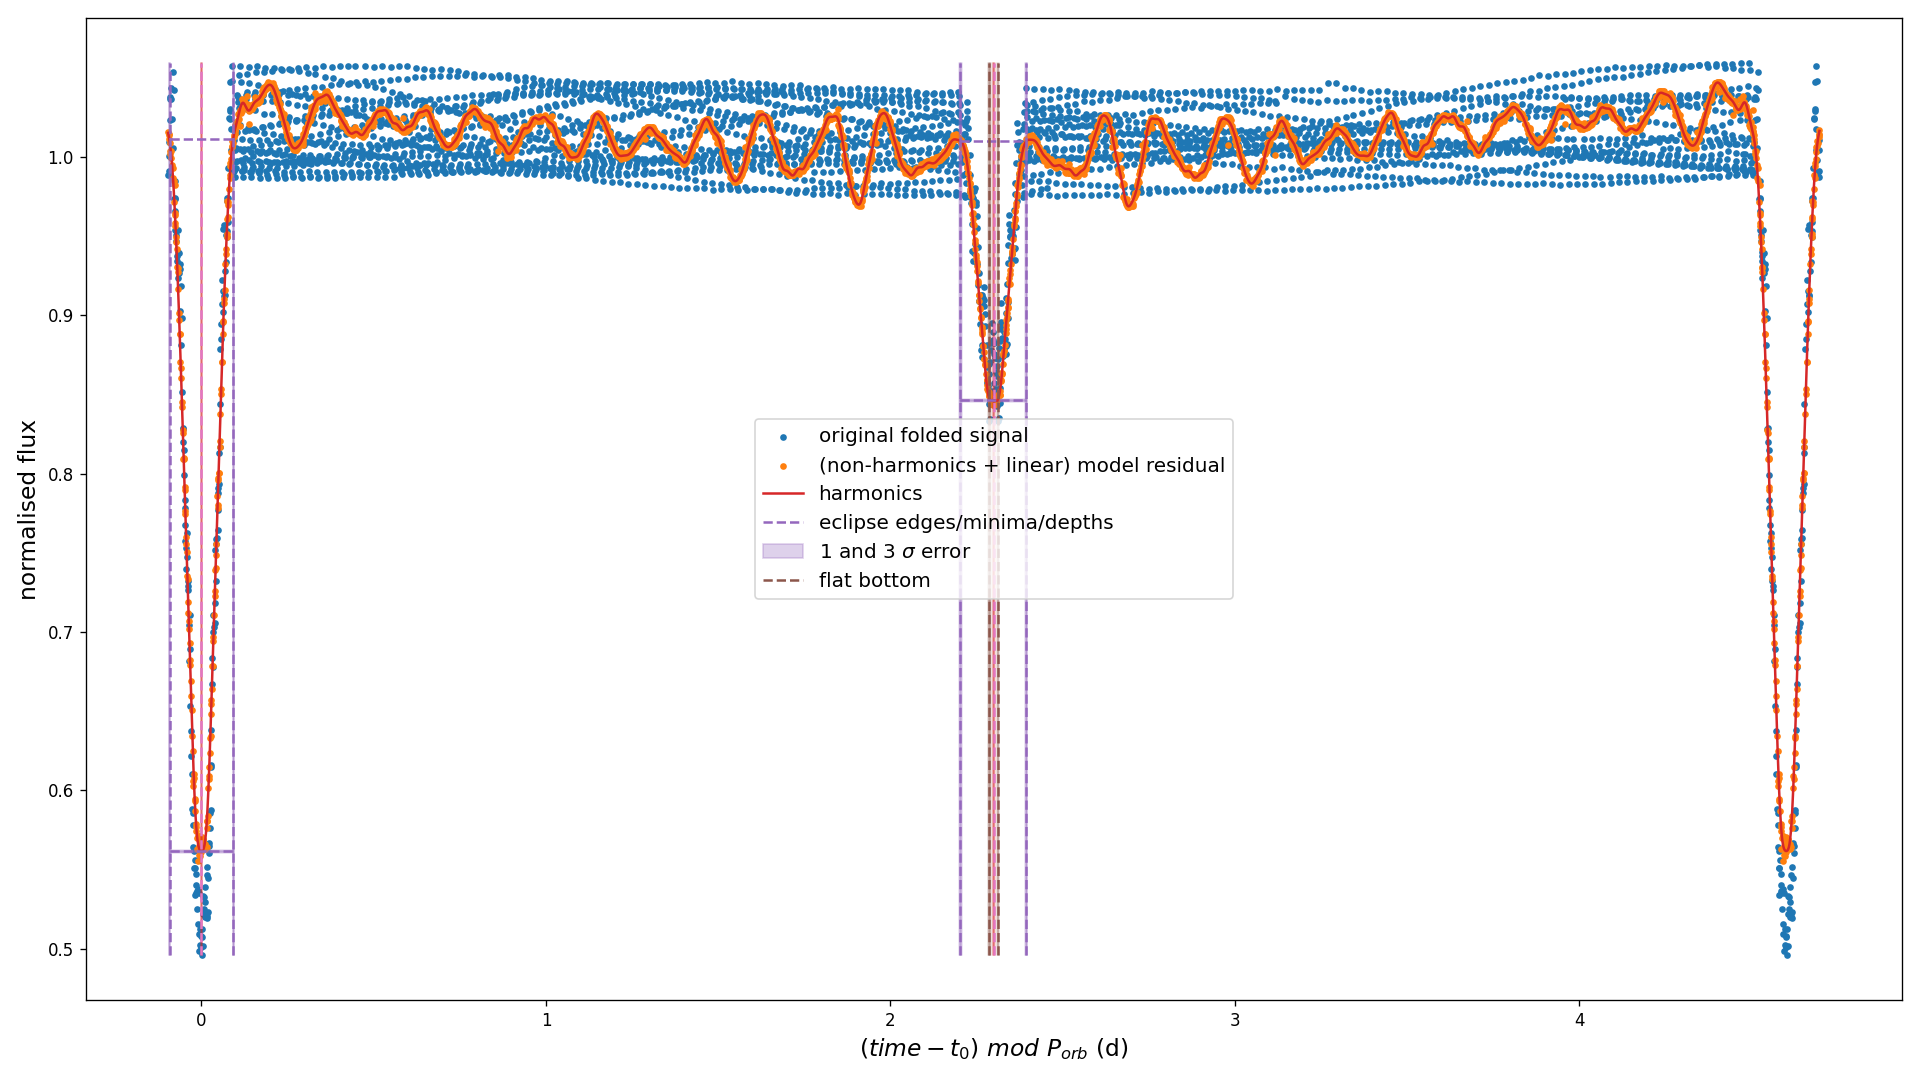 normalised flux
1.0
0.9
0.8
0.7
0.6
0.5
original folded signal
(non-harmonics + linear) model residual
harmonics
eclipse edges/minima/depths
1 and 3 σ error
flat bottom
0 1 2 3 4
(time − t₀) mod Pₒᵣb (d)